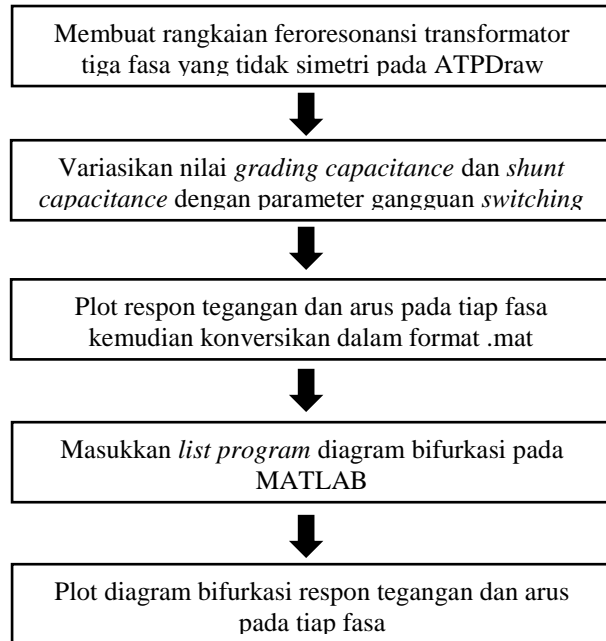 Membuat rangkaian feroresonansi transformator
tiga fasa yang tidak simetri pada ATPDraw
Variasikan nilai grading capacitance dan shunt
capacitance dengan parameter gangguan switching
Plot respon tegangan dan arus pada tiap fasa
kemudian konversikan dalam format .mat
Masukkan list program diagram bifurkasi pada
MATLAB
Plot diagram bifurkasi respon tegangan dan arus
pada tiap fasa